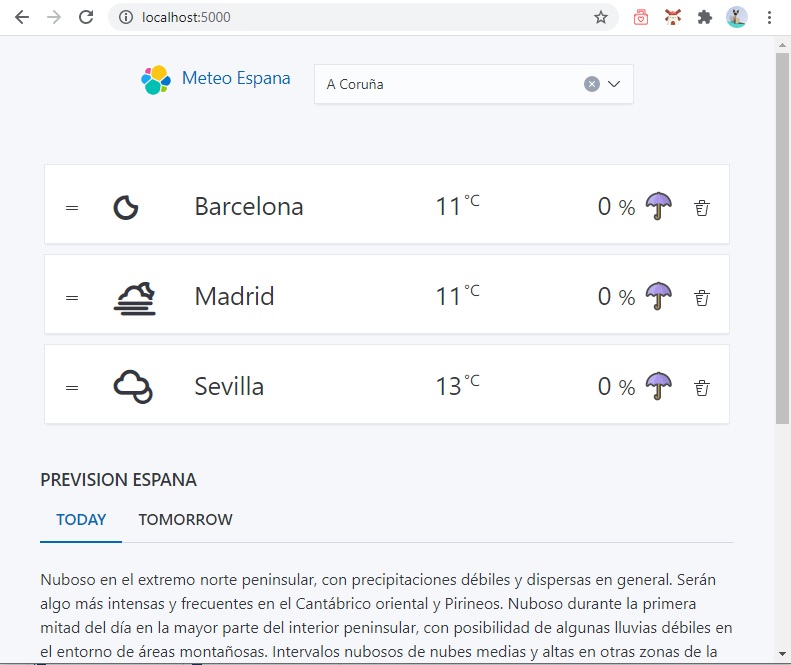 localhost:5000
Meteo Espana
A Coruña
Barcelona 11 °C 0 %
Madrid 11 °C 0 %
Sevilla 13 °C 0 %
PREVISION ESPANA
TODAY TOMORROW
Nuboso en el extremo norte peninsular, con precipitaciones débiles y dispersas en general. Serán
algo más intensas y frecuentes en el Cantábrico oriental y Pirineos. Nuboso durante la primera
mitad del día en la mayor parte del interior peninsular, con posibilidad de algunas lluvias débiles en
el entorno de áreas montañosas. Intervalos nubosos de nubes medias y altas en otras zonas de la